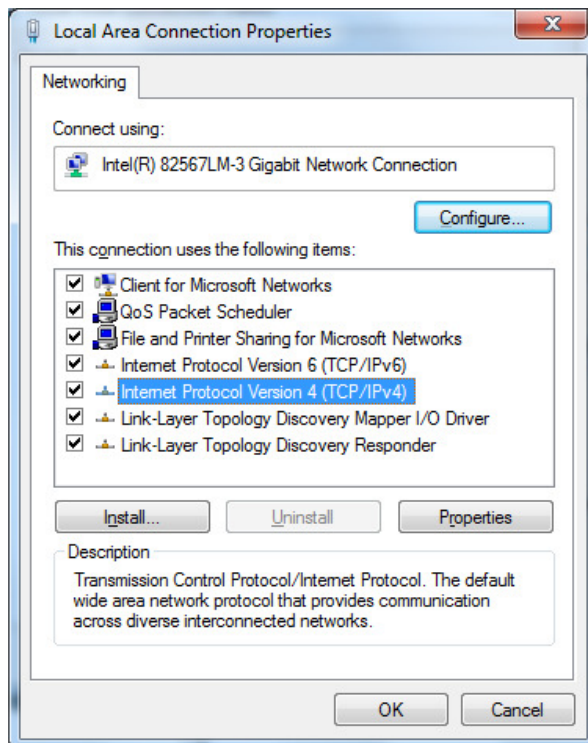 Local Area Connection Properties
Networking
Connect using:
Intel(R) 82567LM-3 Gigabit Network Connection
Configure...
This connection uses the following items:
Client for Microsoft Networks
QoS Packet Scheduler
File and Printer Sharing for Microsoft Networks
Internet Protocol Version 6 (TCP/IPv6)
Internet Protocol Version 4 (TCP/IPv4)
Link-Layer Topology Discovery Mapper I/O Driver
Link-Layer Topology Discovery Responder
Install... Uninstall Properties
Description
Transmission Control Protocol/Internet Protocol. The default
wide area network protocol that provides communication
across diverse interconnected networks.
OK Cancel